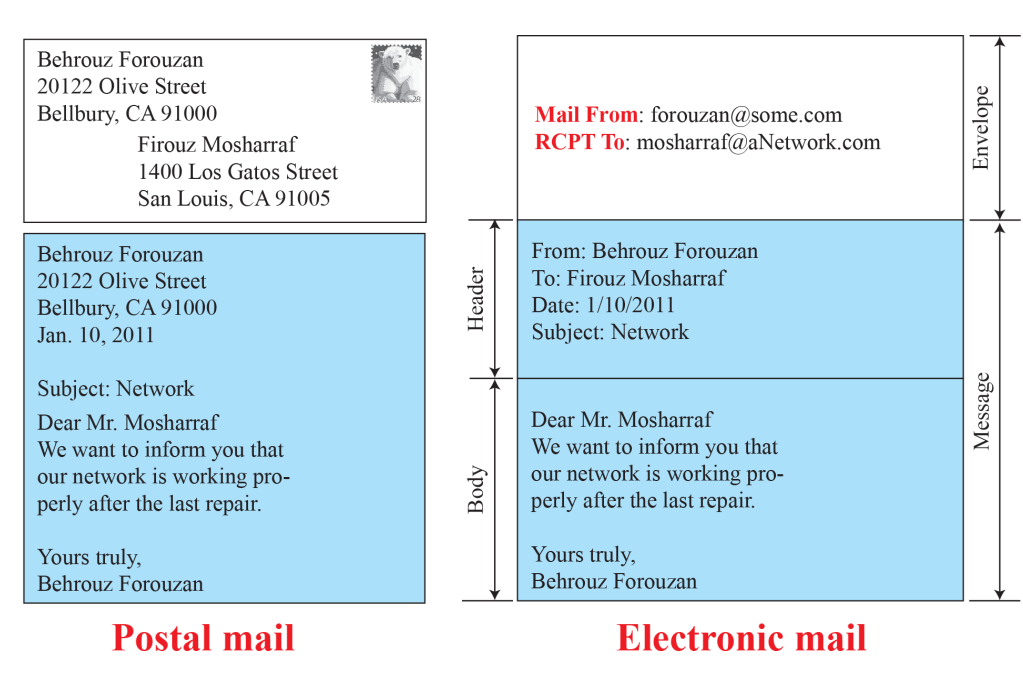 Behrouz Forouzan
20122 Olive Street
Bellbury, CA 91000
Firouz Mosharraf
1400 Los Gatos Street
San Louis, CA 91005
28
Behrouz Forouzan
20122 Olive Street
Bellbury, CA 91000
Jan. 10, 2011
Subject: Network
Dear Mr. Mosharraf
We want to inform you that
our network is working pro-
perly after the last repair.
Yours truly,
Behrouz Forouzan
Postal mail
Mail From: forouzan@some.com
RCPT To: mosharraf@aNetwork.com
Envelope
From: Behrouz Forouzan
To: Firouz Mosharraf
Date: 1/10/2011
Subject: Network
Header
Dear Mr. Mosharraf
We want to inform you that
our network is working pro-
perly after the last repair.
Yours truly,
Behrouz Forouzan
Body
Message
Electronic mail